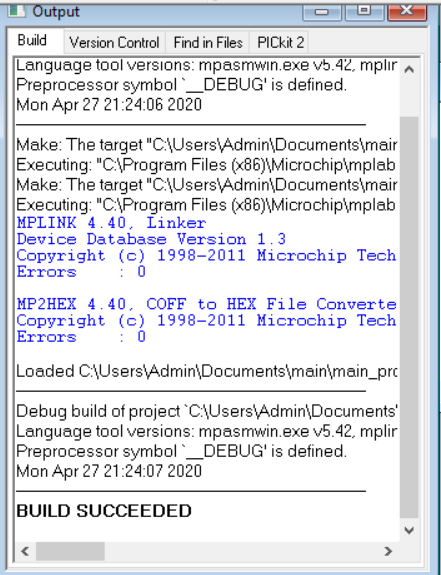 Output
Build Version Control Find in Files PICkit 2
Language tool versions: mpasmwin.exe v5.42, mplir
Preprocessor symbol `__DEBUG' is defined.
Mon Apr 27 21:24:06 2020
Make: The target "C:\Users\Admin\Documents\mair
Executing: "C:\Program Files (x86)\Microchip\mplab
Make: The target "C:\Users\Admin\Documents\mair
Executing: "C:\Program Files (x86)\Microchip\mplab
MPLINK 4.40, Linker
Device Database Version 1.3
Copyright (c) 1998-2011 Microchip Tech
Errors : 0
MP2HEX 4.40, COFF to HEX File Converte
Copyright (c) 1998-2011 Microchip Tech
Errors : 0
Loaded C:\Users\Admin\Documents\main\main_prc
Debug build of project `C:\Users\Admin\Documents'
Language tool versions: mpasmwin.exe v5.42, mplir
Preprocessor symbol `__DEBUG' is defined.
Mon Apr 27 21:24:07 2020
BUILD SUCCEEDED